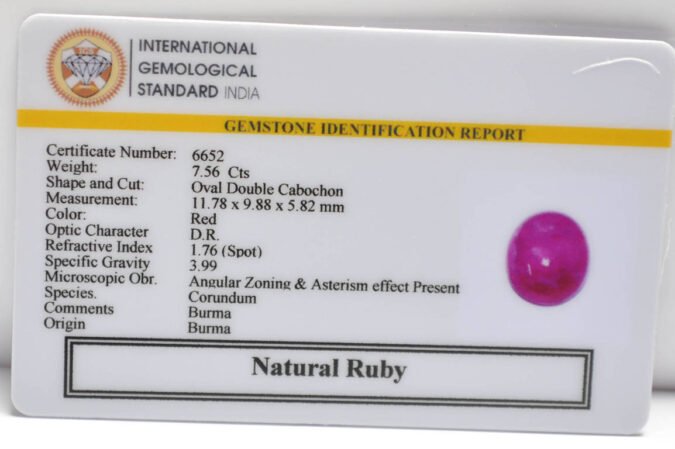 INTERNATIONAL
GEMOLOGICAL
STANDARD INDIA
GEMSTONE IDENTIFICATION REPORT
Certificate Number: 6652
Weight: 7.56 Cts
Shape and Cut: Oval Double Cabochon
Measurement: 11.78 x 9.88 x 5.82 mm
Color: Red
Optic Character D.R.
Refractive Index 1.76 (Spot)
Specific Gravity 3.99
Microscopic Obr. Angular Zoning & Asterism effect Present
Species. Corundum
Comments Burma
Origin Burma
Natural Ruby